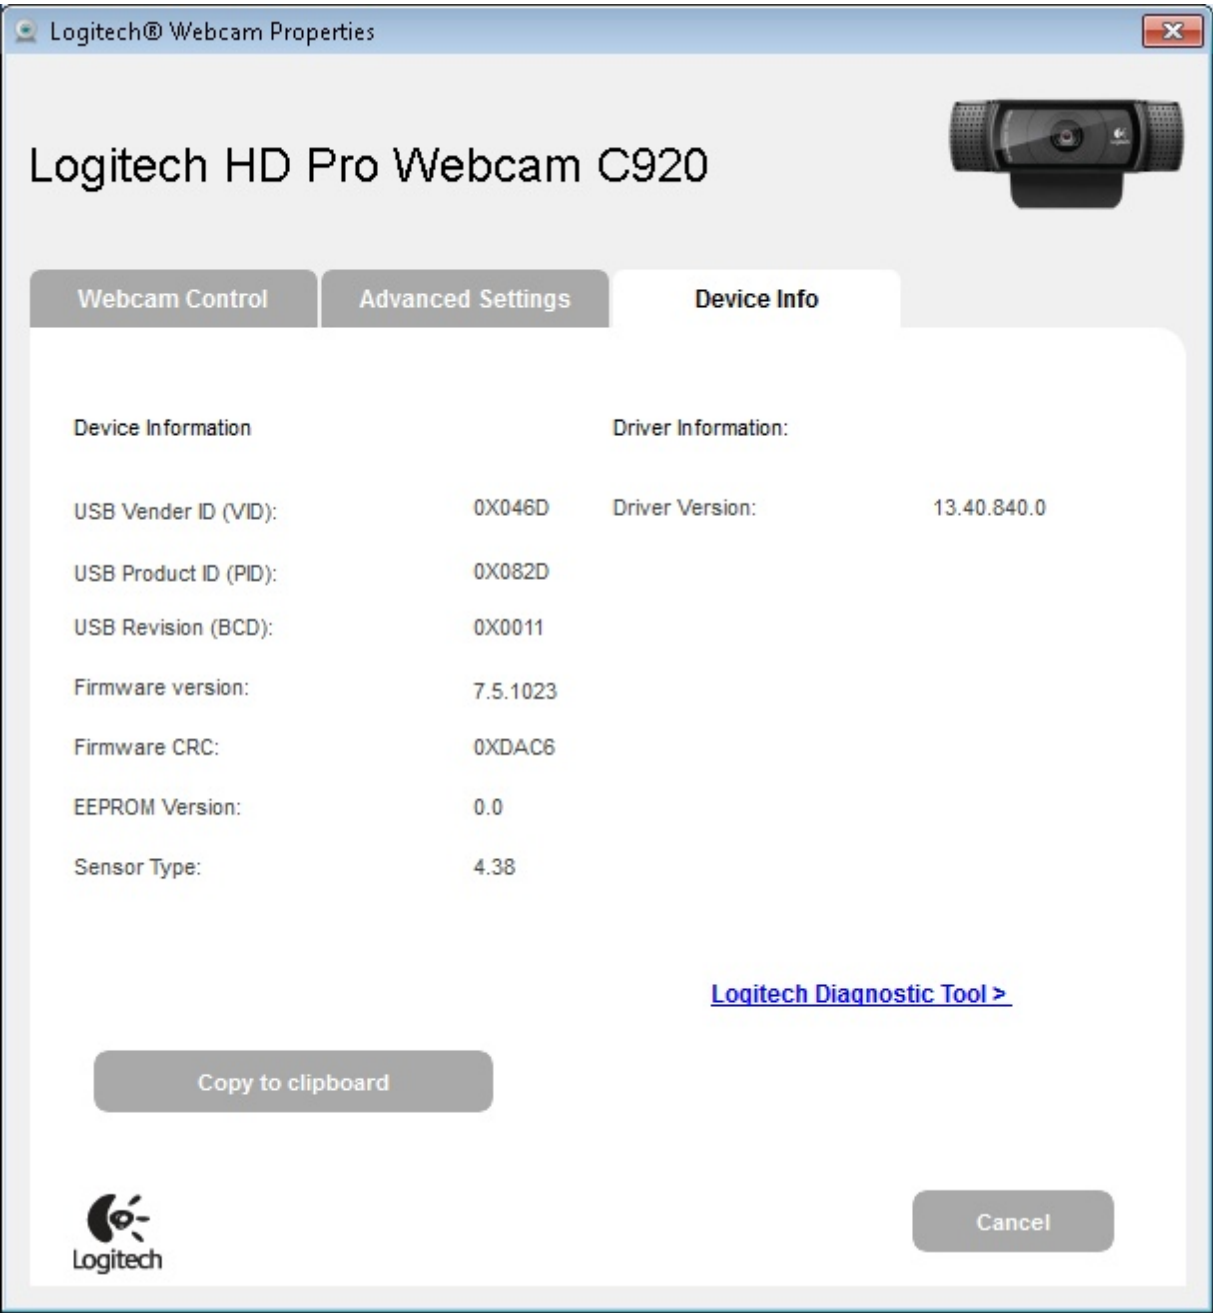 Logitech® Webcam Properties
Logitech HD Pro Webcam C920
Webcam Control
Advanced Settings
Device Info
Device Information
Driver Information:
USB Vender ID (VID): 0X046D
Driver Version: 13.40.840.0
USB Product ID (PID): 0X082D
USB Revision (BCD): 0X0011
Firmware version: 7.5.1023
Firmware CRC: 0XDAC6
EEPROM Version: 0.0
Sensor Type: 4.38
Logitech Diagnostic Tool >
Copy to clipboard
Logitech
Cancel